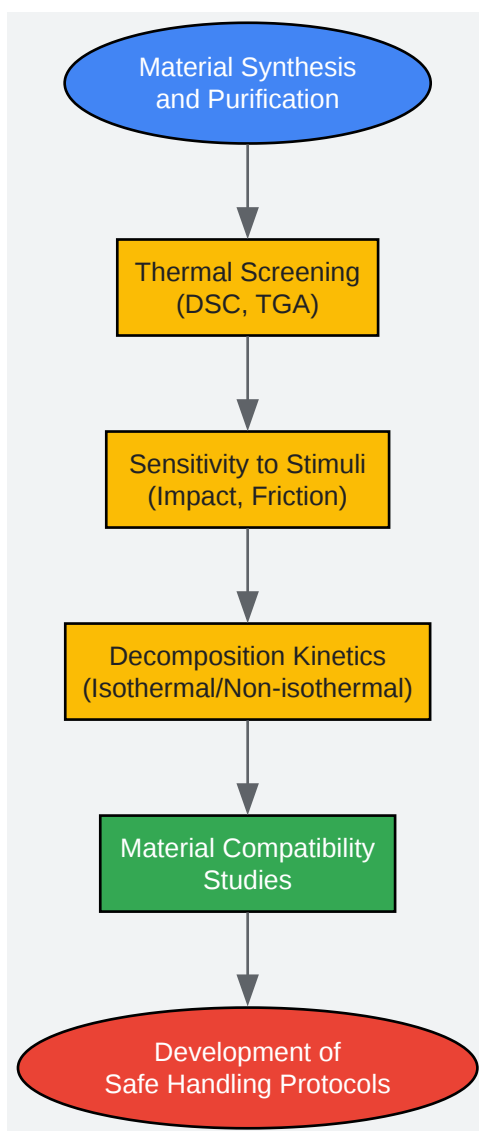 Material Synthesis
and Purification
Thermal Screening
(DSC, TGA)
Sensitivity to Stimuli
(Impact, Friction)
Decomposition Kinetics
(Isothermal/Non-isothermal)
Material Compatibility
Studies
Development of
Safe Handling Protocols